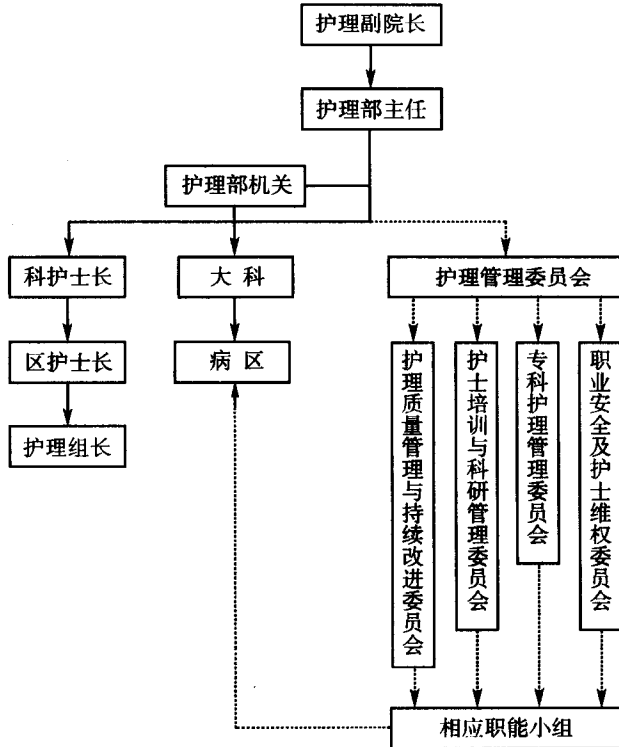 护理副院长
护理部主任
护理部机关
科护士长
大科
护理管理委员会
区护士长
病区
护理组长
护理质量管理与持续改进委员会
护士培训与科研管理委员会
专科护理管理委员会
职业安全及护士维权委员会
相应职能小组